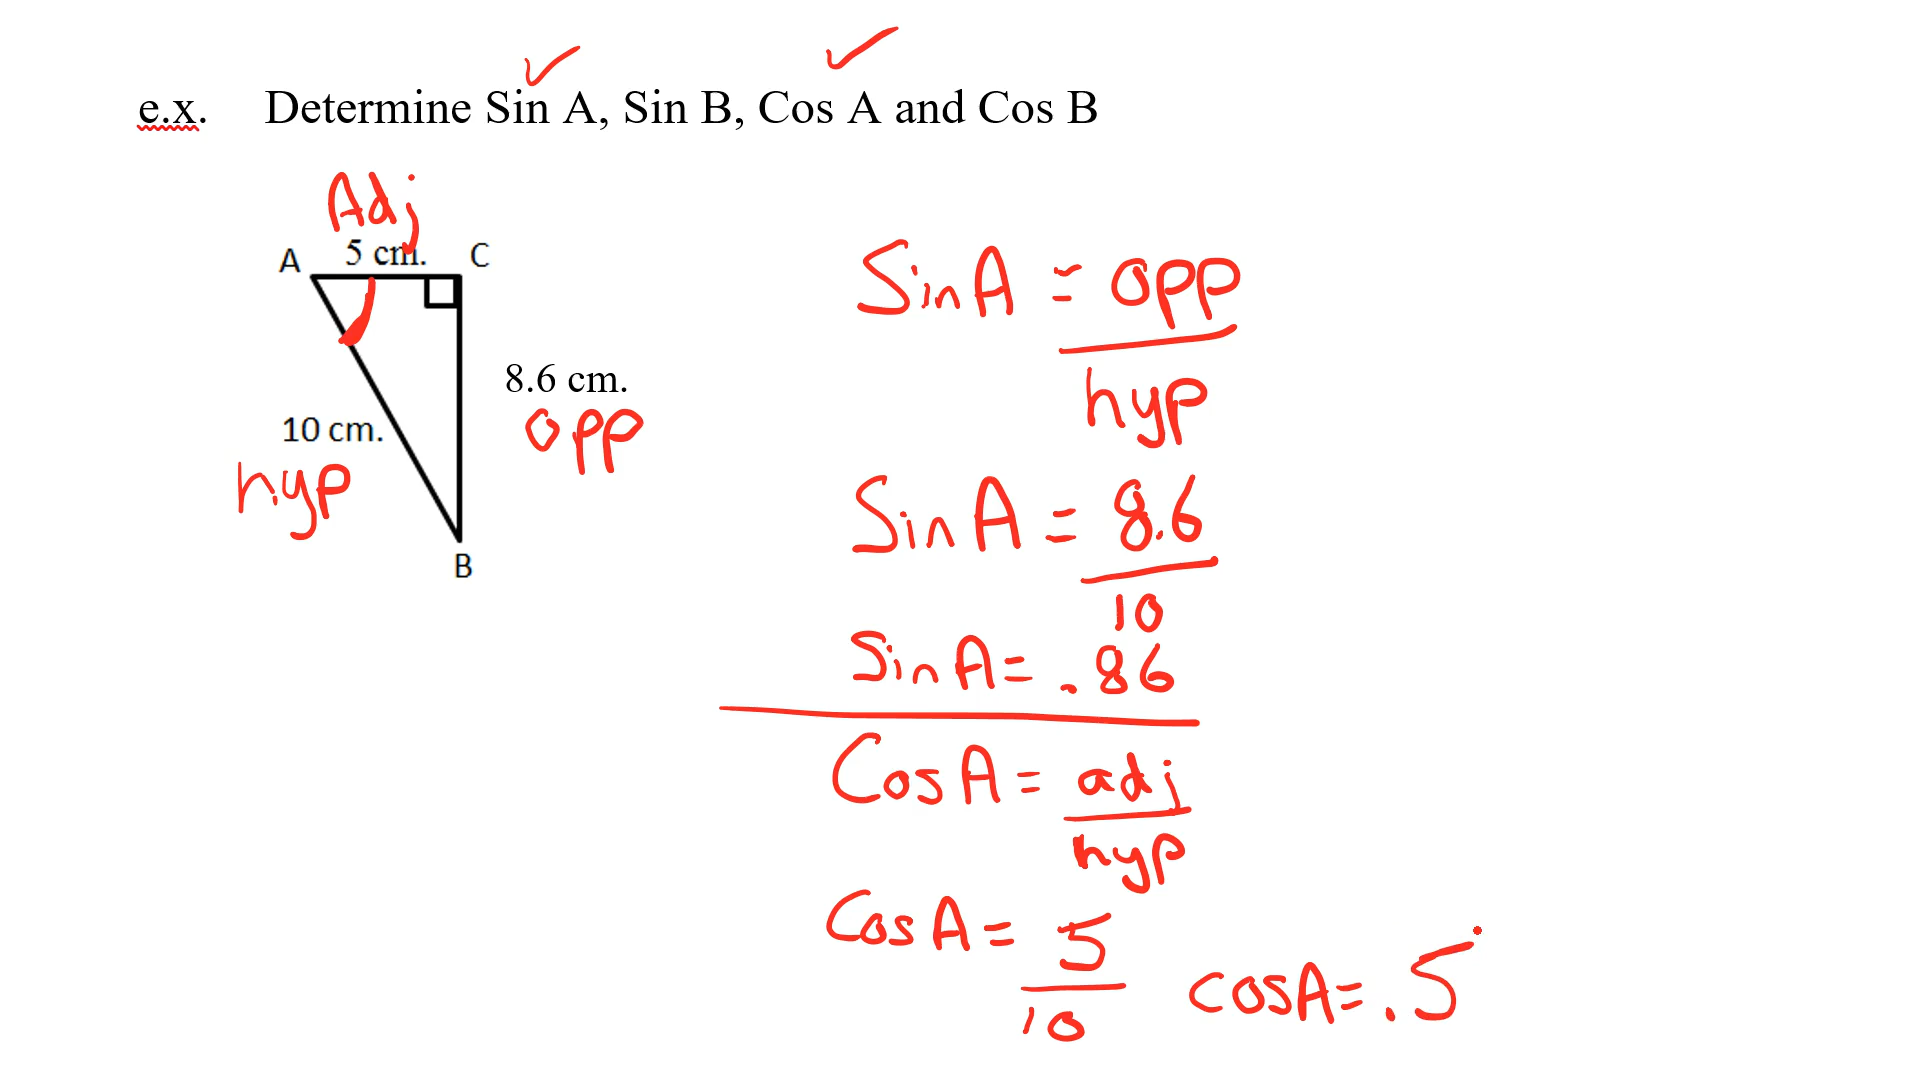 e.x. Determine Sin A, Sin B, Cos A and Cos B
Adj
A 5 cm. C
8.6 cm.
opp
10 cm.
hyp
B
Sin A = opp
hyp
Sin A = 8.6
10
Sin A = .86
Cos A = adj
hyp
Cos A = 5
10
cos A = .5